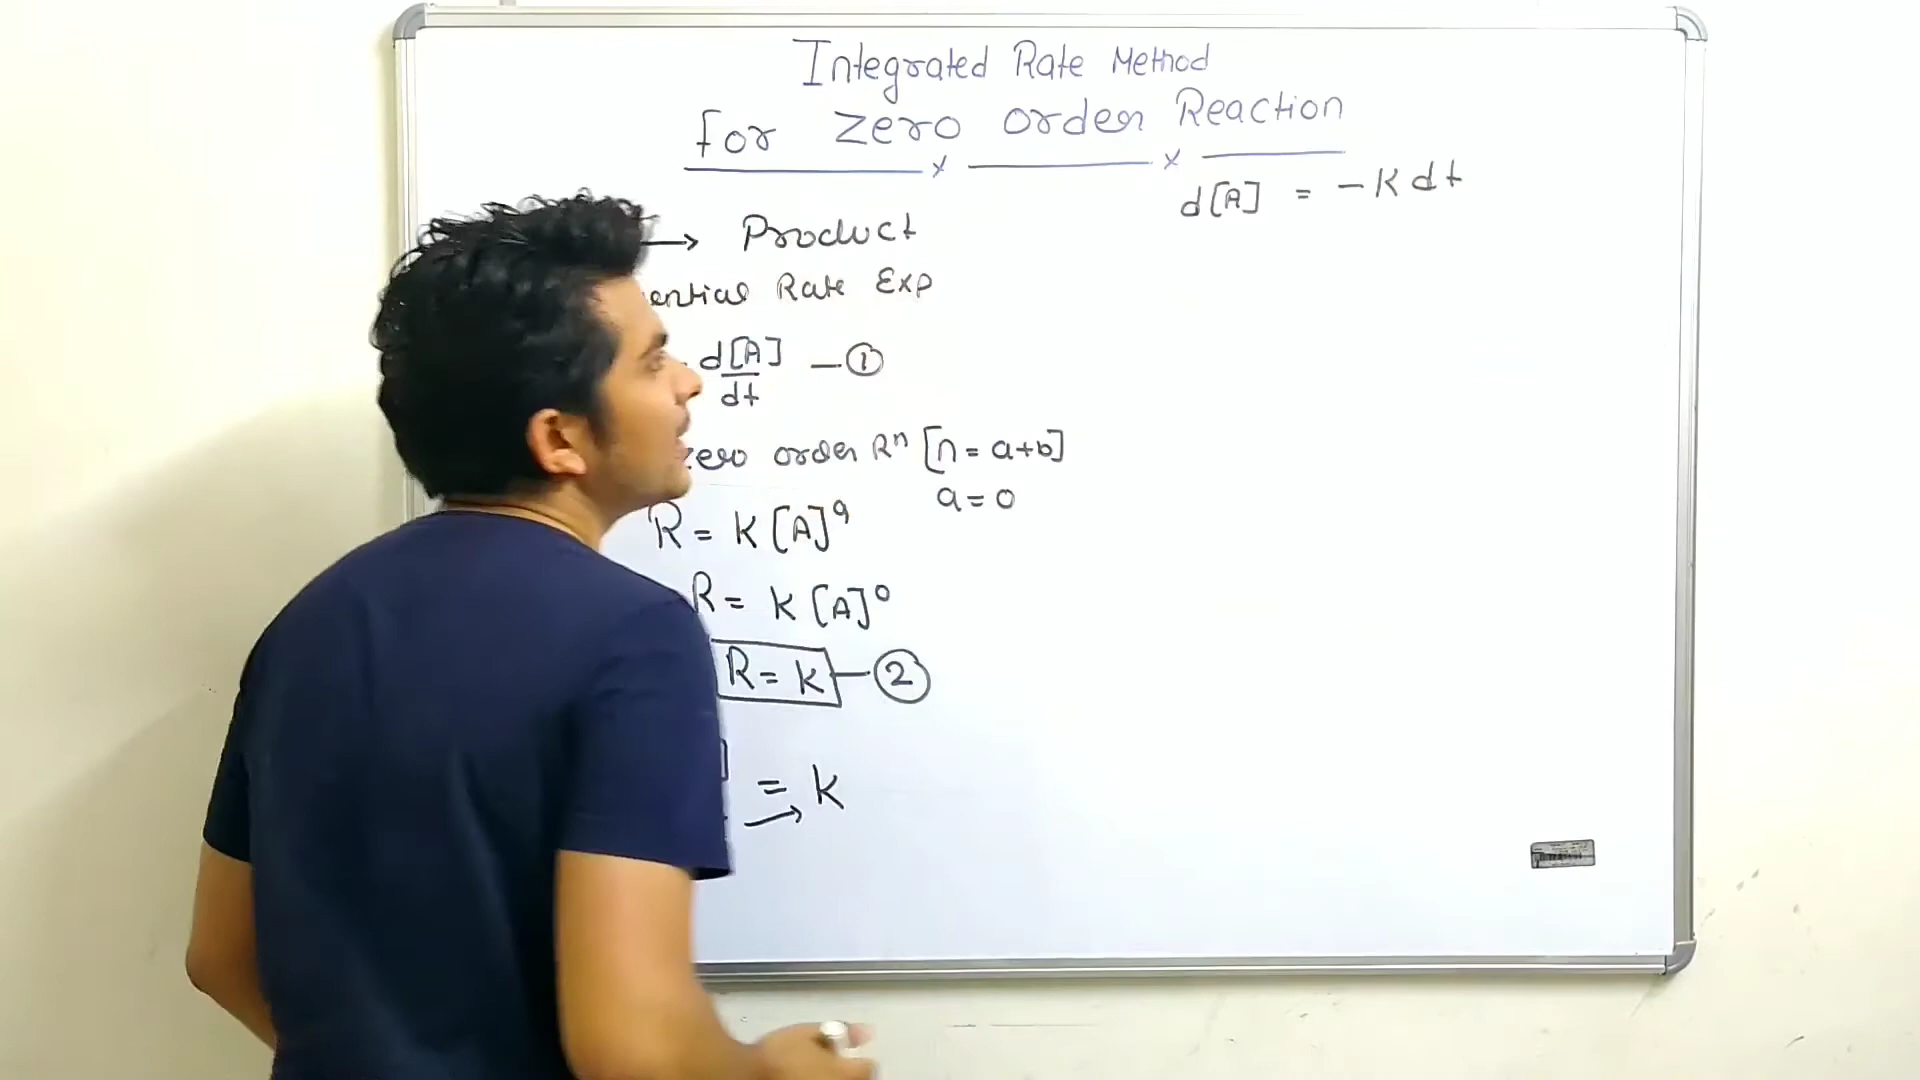 Integrated Rate Method
for zero order Reaction
d[A] = -K dt
→ Product
Rate Exp
d[A]/dt — ①
zero order Rⁿ [n = a+b]
a = 0
R = K [A]ᵃ
R = K [A]⁰
R = K — ②
= K